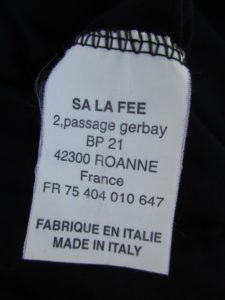 SA LA FEE
2,passage gerbay
BP 21
42300 ROANNE
France
FR 75 404 010 647
FABRIQUE EN ITALIE
MADE IN ITALY